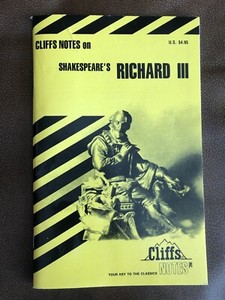 CLIFFS NOTES on
U.S. $4.95
SHAKESPEARE'S RICHARD III
Cliffs
NOTES®
YOUR KEY TO THE CLASSICS